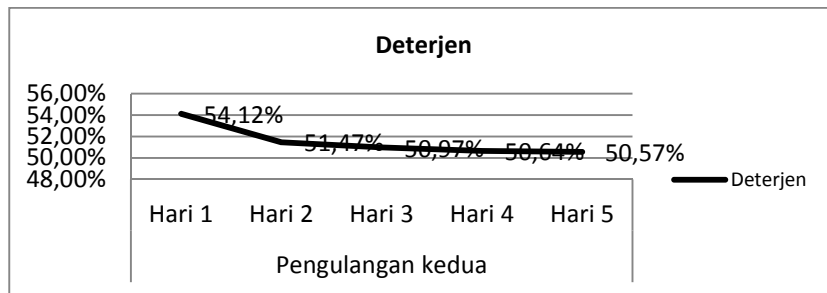 Deterjen
56,00%
54,00%
52,00%
50,00%
48,00%
54,12%
51,47%
50,97%
50,64%
50,57%
Deterjen
Hari 1 Hari 2 Hari 3 Hari 4 Hari 5
Pengulangan kedua